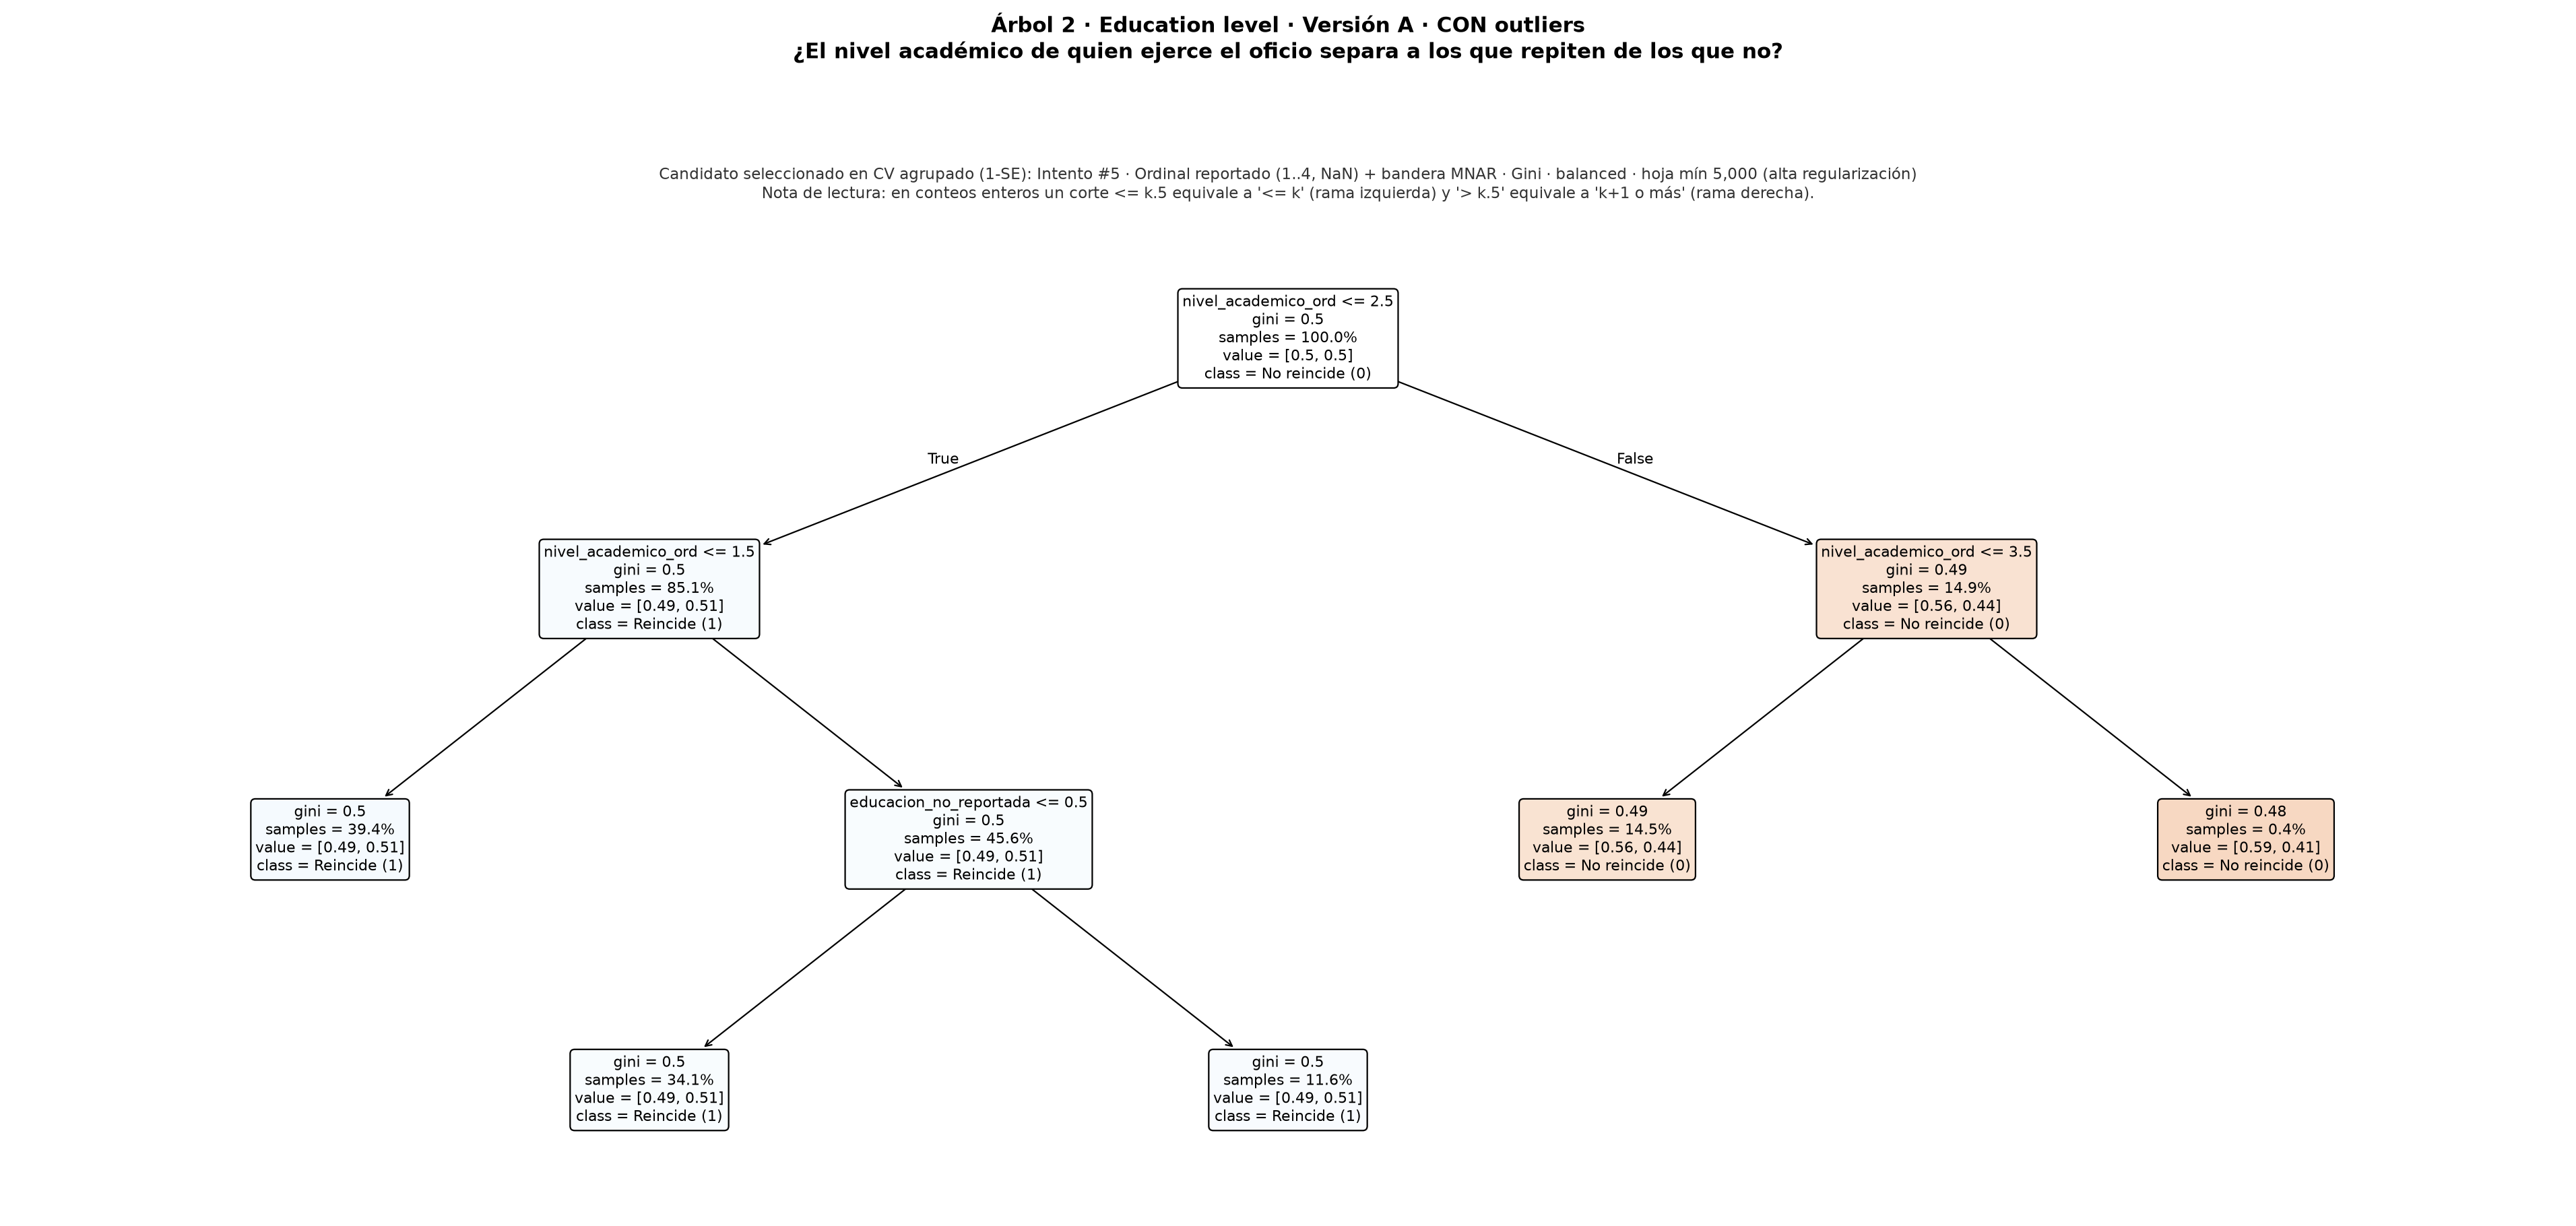 Árbol 2 · Education level · Versión A · CON outliers
¿El nivel académico de quien ejerce el oficio separa a los que repiten de los que no?
Candidato seleccionado en CV agrupado (1-SE): Intento #5 · Ordinal reportado (1..4, NaN) + bandera MNAR · Gini · balanced · hoja mín 5,000 (alta regularización)
Nota de lectura: en conteos enteros un corte <= k.5 equivale a '<= k' (rama izquierda) y '> k.5' equivale a 'k+1 o más' (rama derecha).
nivel_academico_ord <= 2.5
gini = 0.5
samples = 100.0%
value = [0.5, 0.5]
class = No reincide (0)
True
False
nivel_academico_ord <= 1.5
gini = 0.5
samples = 85.1%
value = [0.49, 0.51]
class = Reincide (1)
nivel_academico_ord <= 3.5
gini = 0.49
samples = 14.9%
value = [0.56, 0.44]
class = No reincide (0)
gini = 0.5
samples = 39.4%
value = [0.49, 0.51]
class = Reincide (1)
educacion_no_reportada <= 0.5
gini = 0.5
samples = 45.6%
value = [0.49, 0.51]
class = Reincide (1)
gini = 0.49
samples = 14.5%
value = [0.56, 0.44]
class = No reincide (0)
gini = 0.48
samples = 0.4%
value = [0.59, 0.41]
class = No reincide (0)
gini = 0.5
samples = 34.1%
value = [0.49, 0.51]
class = Reincide (1)
gini = 0.5
samples = 11.6%
value = [0.49, 0.51]
class = Reincide (1)